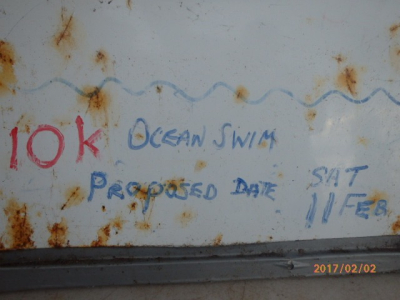 10K OCEAN SWIM
PROPOSED DATE SAT
11 FEB
2017/02/02